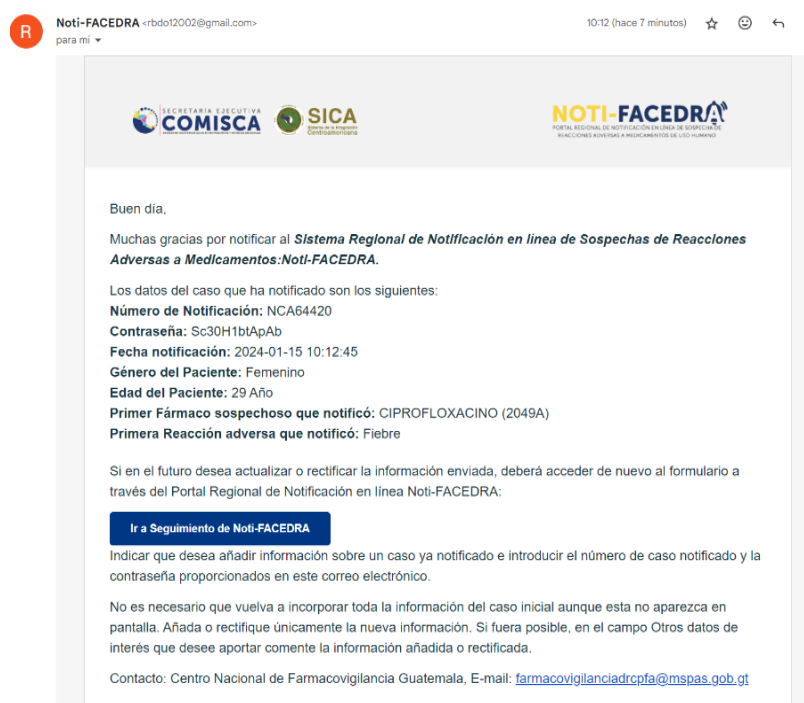 R
Noti-FACEDRA <rbdo12002@gmail.com>
10:12 (hace 7 minutos)
para mí
SECRETARÍA EJECUTIVA
COMISCA
SICA
Sistema de la Integración
Centroamericana
NOTI-FACEDRA
PORTAL REGIONAL DE NOTIFICACIÓN EN LÍNEA DE SOSPECHA DE
REACCIONES ADVERSAS A MEDICAMENTOS DE USO HUMANO
Buen día,
Muchas gracias por notificar al Sistema Regional de Notificación en línea de Sospechas de Reacciones
Adversas a Medicamentos:Noti-FACEDRA.
Los datos del caso que ha notificado son los siguientes:
Número de Notificación: NCA64420
Contraseña: Sc30H1btApAb
Fecha notificación: 2024-01-15 10:12:45
Género del Paciente: Femenino
Edad del Paciente: 29 Año
Primer Fármaco sospechoso que notificó: CIPROFLOXACINO (2049A)
Primera Reacción adversa que notificó: Fiebre
Si en el futuro desea actualizar o rectificar la información enviada, deberá acceder de nuevo al formulario a
través del Portal Regional de Notificación en línea Noti-FACEDRA:
Ir a Seguimiento de Noti-FACEDRA
Indicar que desea añadir información sobre un caso ya notificado e introducir el número de caso notificado y la
contraseña proporcionados en este correo electrónico.
No es necesario que vuelva a incorporar toda la información del caso inicial aunque esta no aparezca en
pantalla. Añada o rectifique únicamente la nueva información. Si fuera posible, en el campo Otros datos de
interés que desee aportar comente la información añadida o rectificada.
Contacto: Centro Nacional de Farmacovigilancia Guatemala, E-mail: farmacovigilanciadrcpfa@mspas.gob.gt